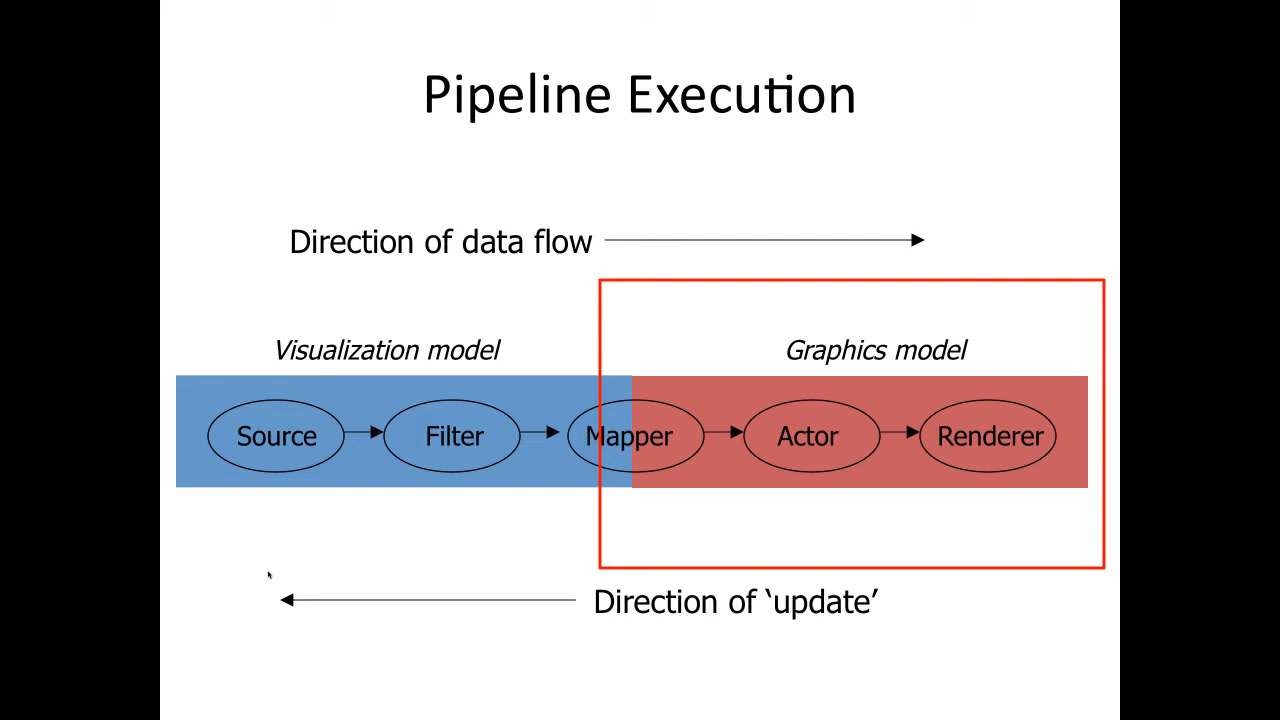 Pipeline Execution
Direction of data flow
Visualization model
Graphics model
Source
Filter
Mapper
Actor
Renderer
Direction of ‘update’